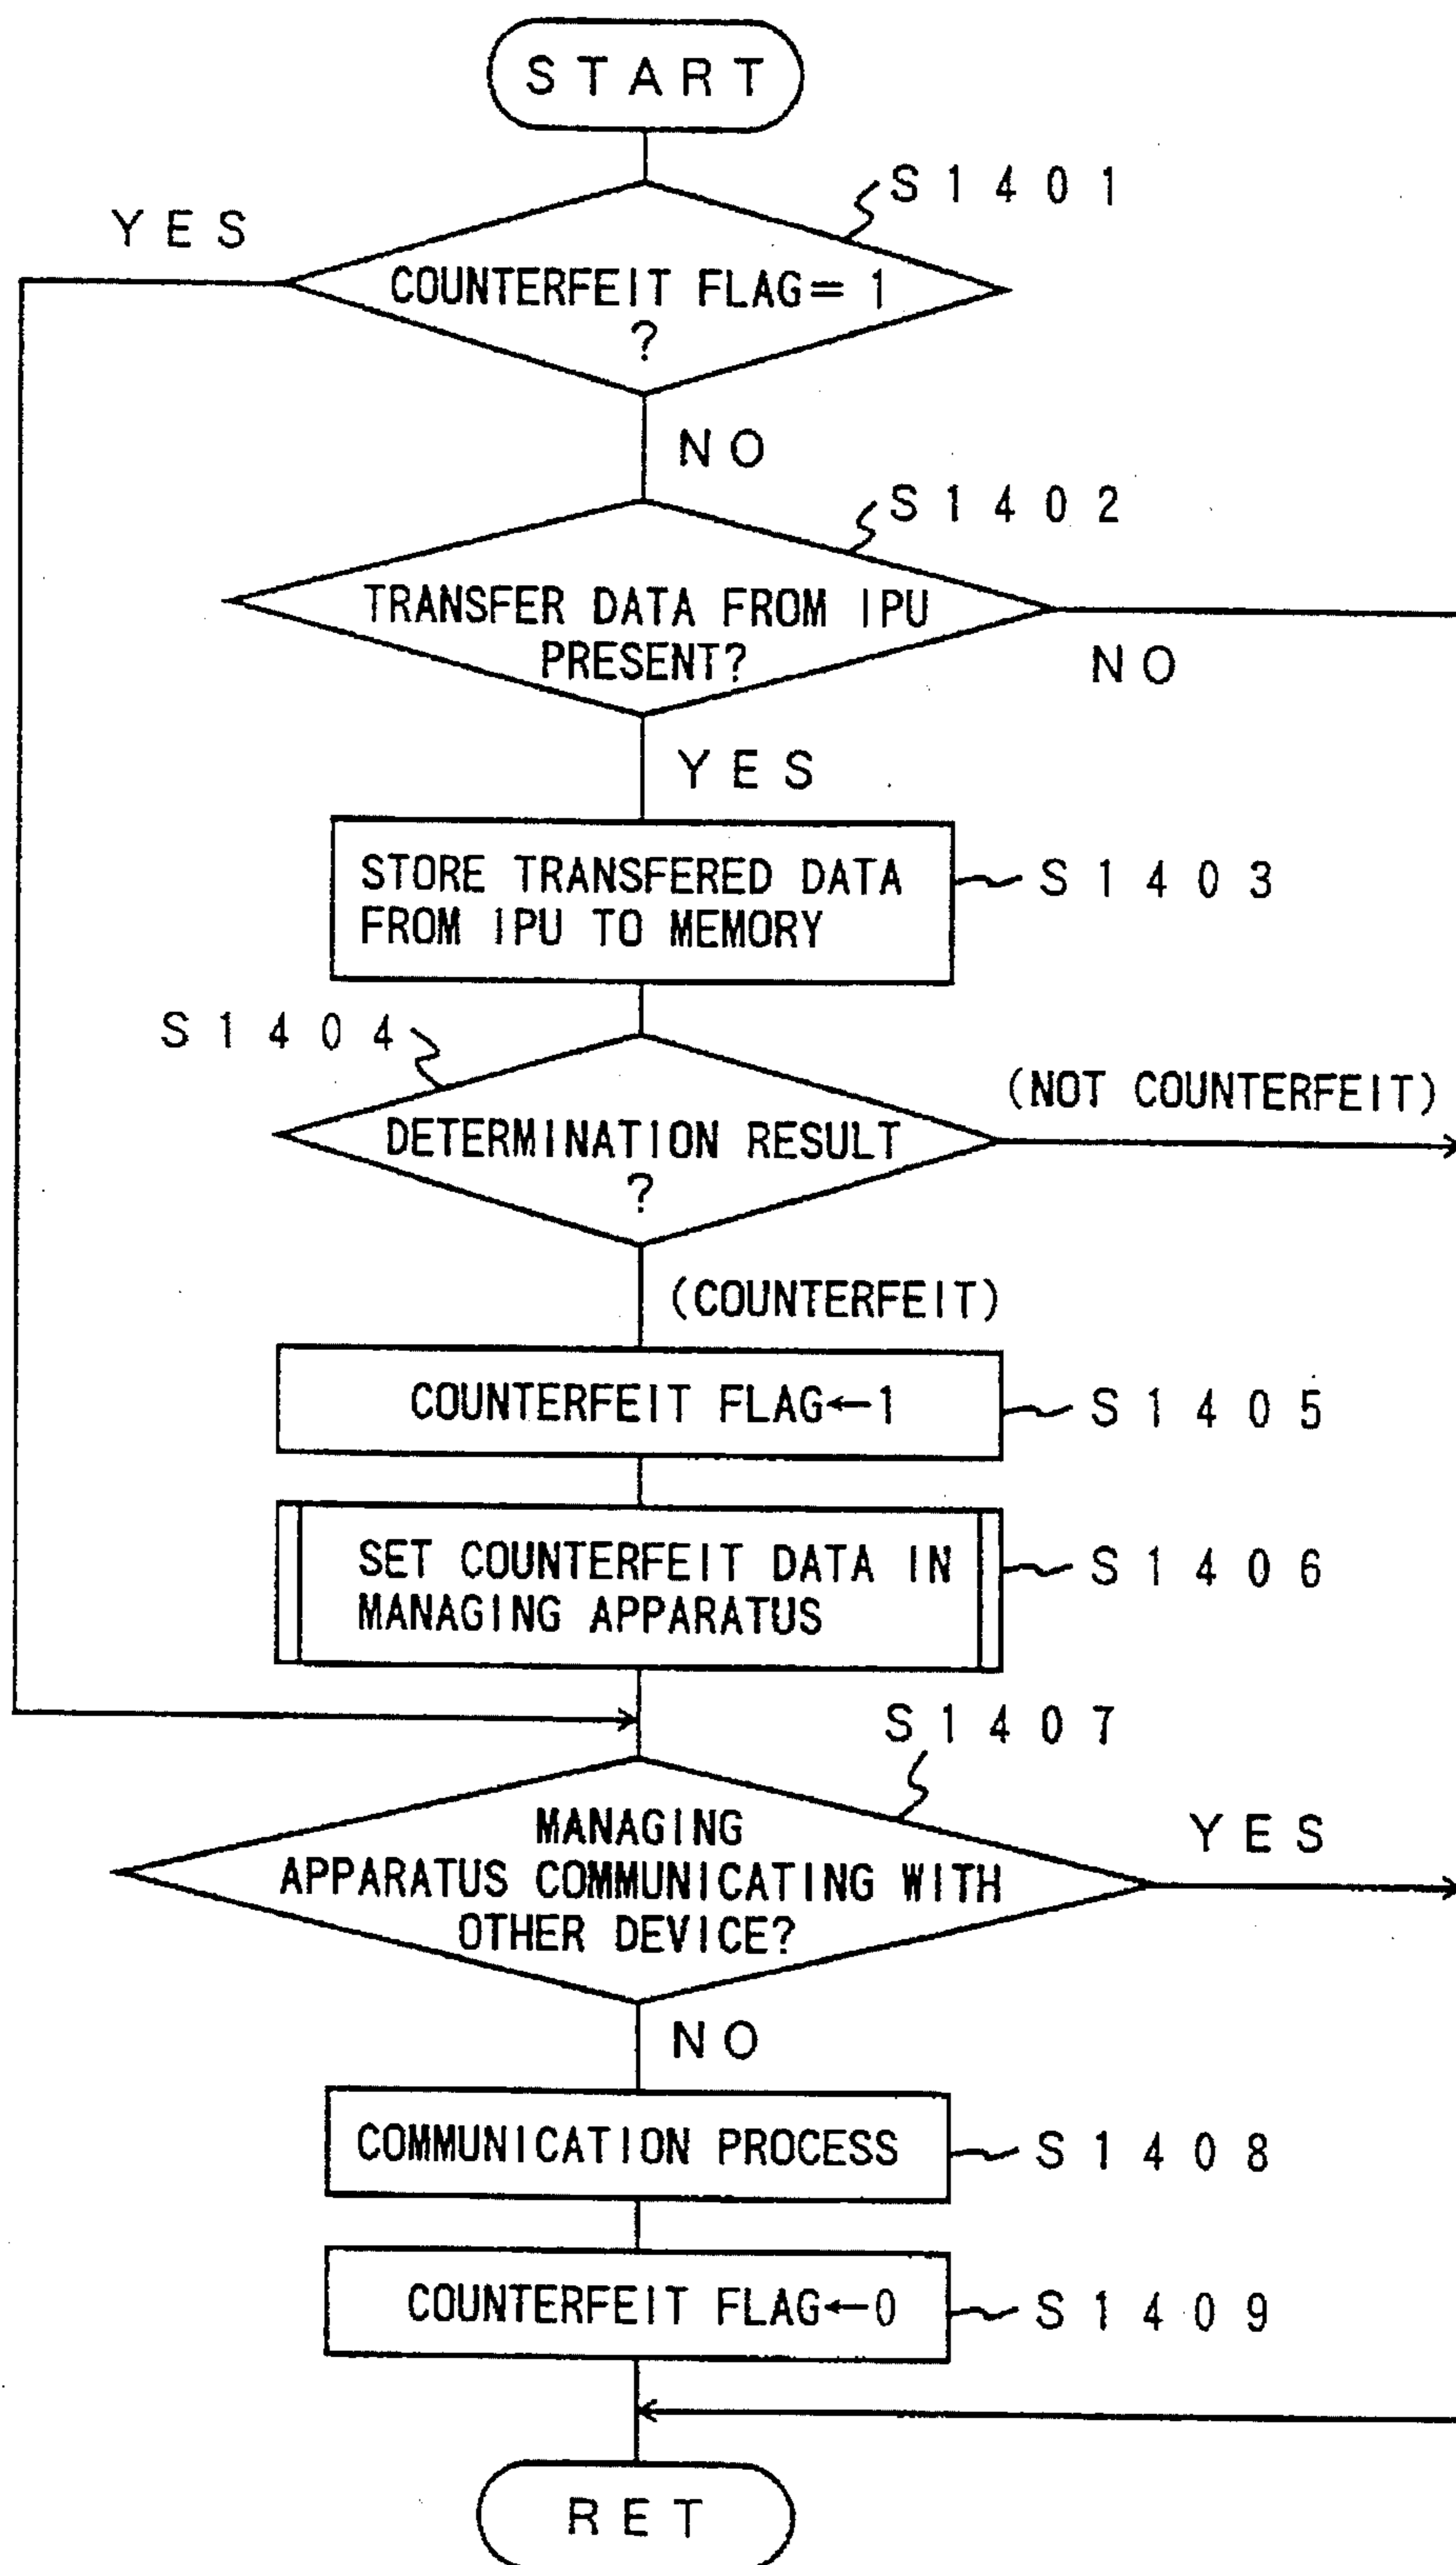 START
S1401
YES
COUNTERFEIT FLAG=1
?
NO
S1402
TRANSFER DATA FROM IPU
PRESENT?
NO
YES
STORE TRANSFERED DATA
FROM IPU TO MEMORY
S1403
S1404
(NOT COUNTERFEIT)
DETERMINATION RESULT
?
(COUNTERFEIT)
COUNTERFEIT FLAG←1
S1405
SET COUNTERFEIT DATA IN
MANAGING APPARATUS
S1406
S1407
MANAGING
APPARATUS COMMUNICATING WITH
OTHER DEVICE?
YES
NO
COMMUNICATION PROCESS
S1408
COUNTERFEIT FLAG←0
S1409
RET